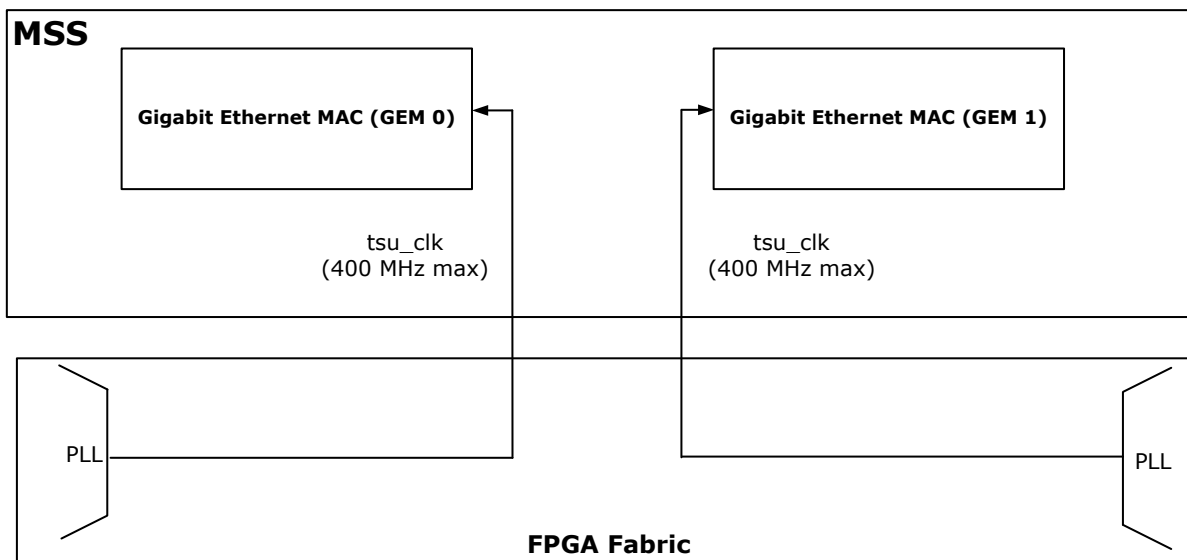 MSS
Gigabit Ethernet MAC (GEM 0)
Gigabit Ethernet MAC (GEM 1)
tsu_clk
(400 MHz max)
tsu_clk
(400 MHz max)
PLL
PLL
FPGA Fabric